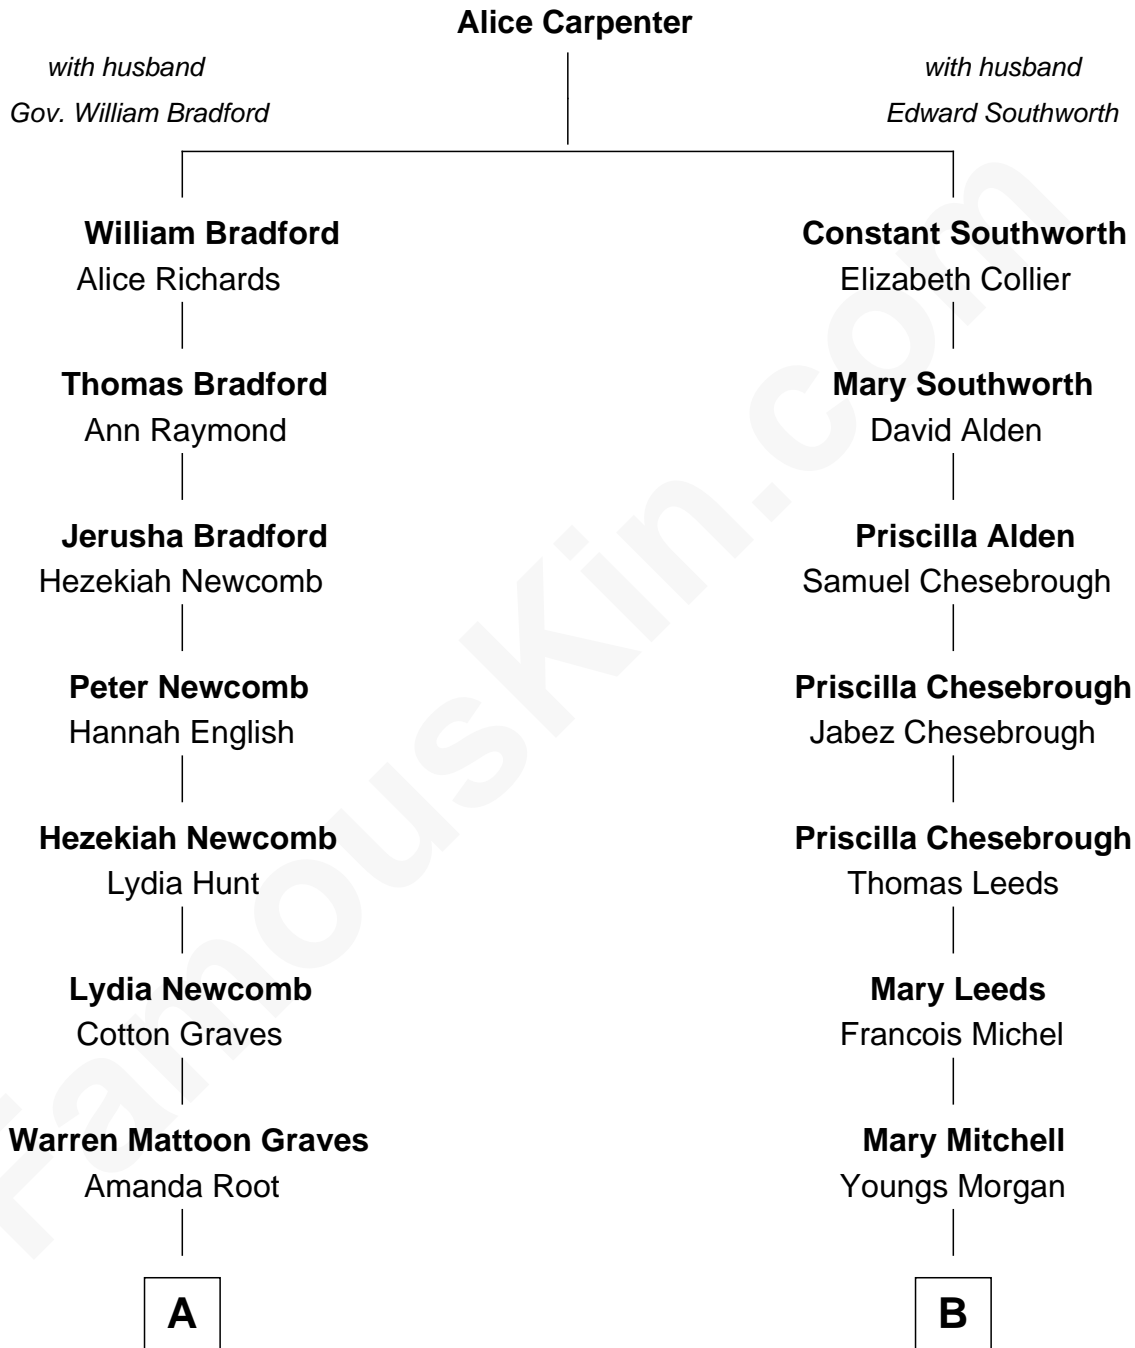 Alice Carpenter
with husband
Gov. William Bradford
with husband
Edward Southworth
William Bradford
Alice Richards
Constant Southworth
Elizabeth Collier
Thomas Bradford
Ann Raymond
Mary Southworth
David Alden
Jerusha Bradford
Hezekiah Newcomb
Priscilla Alden
Samuel Chesebrough
Peter Newcomb
Hannah English
Priscilla Chesebrough
Jabez Chesebrough
Hezekiah Newcomb
Lydia Hunt
Priscilla Chesebrough
Thomas Leeds
Lydia Newcomb
Cotton Graves
Mary Leeds
Francois Michel
Warren Mattoon Graves
Amanda Root
Mary Mitchell
Youngs Morgan
A
B
FamousKin.com